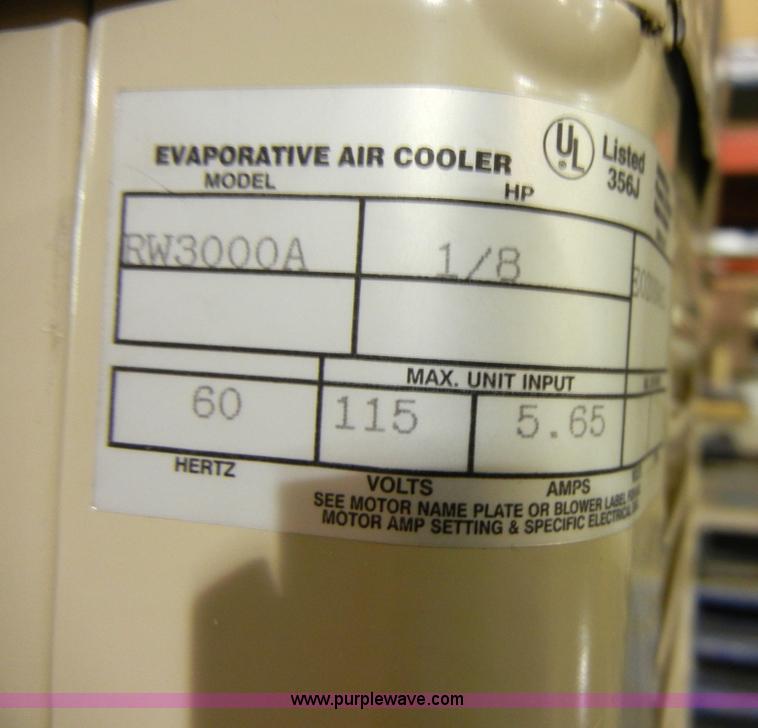 UL
Listed
356J
EVAPORATIVE AIR COOLER
MODEL
HP
RW3000A
1/8
MAX. UNIT INPUT
60
115
5.65
HERTZ
VOLTS
AMPS
SEE MOTOR NAME PLATE OR BLOWER LABEL
MOTOR AMP SETTING & SPECIFIC ELECTRICAL
www.purplewave.com